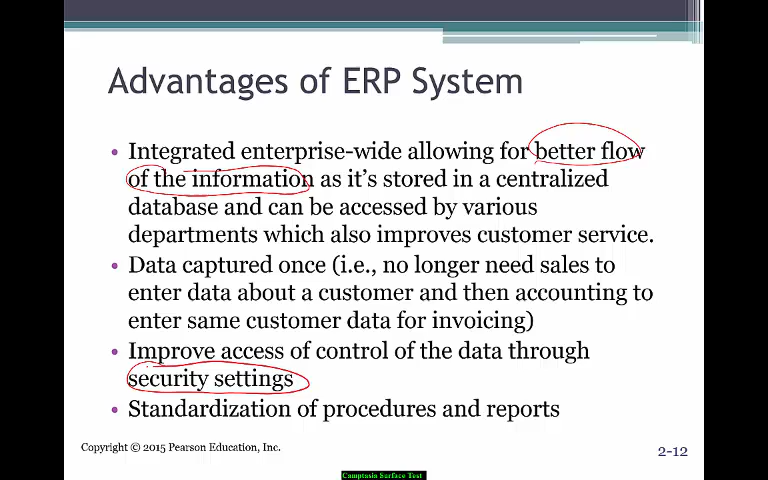 Advantages of ERP System
• Integrated enterprise-wide allowing for better flow
of the information as it's stored in a centralized
database and can be accessed by various
departments which also improves customer service.
• Data captured once (i.e., no longer need sales to
enter data about a customer and then accounting to
enter same customer data for invoicing)
• Improve access of control of the data through
security settings
• Standardization of procedures and reports
Copyright © 2015 Pearson Education, Inc.
2-12
Camptasia Surface Test